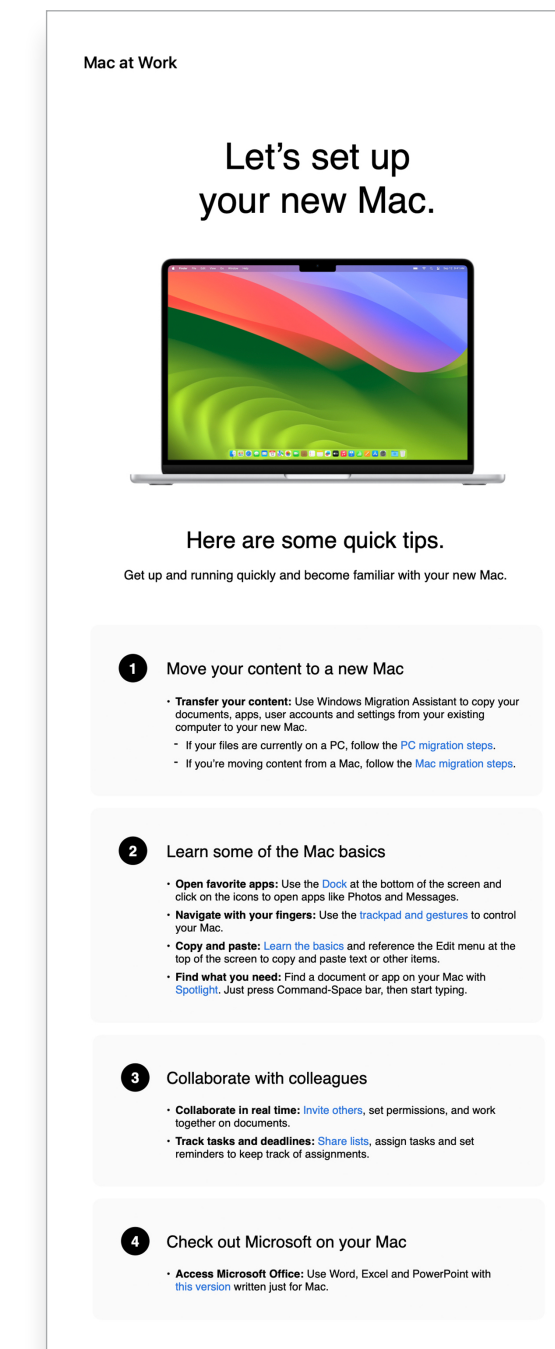 Mac at Work
Let’s set up
your new Mac.
Here are some quick tips.
Get up and running quickly and become familiar with your new Mac.
1 Move your content to a new Mac
• Transfer your content: Use Windows Migration Assistant to copy your
documents, apps, user accounts and settings from your existing
computer to your new Mac.
- If your files are currently on a PC, follow the PC migration steps.
- If you’re moving content from a Mac, follow the Mac migration steps.
2 Learn some of the Mac basics
• Open favorite apps: Use the Dock at the bottom of the screen and
click on the icons to open apps like Photos and Messages.
• Navigate with your fingers: Use the trackpad and gestures to control
your Mac.
• Copy and paste: Learn the basics and reference the Edit menu at the
top of the screen to copy and paste text or other items.
• Find what you need: Find a document or app on your Mac with
Spotlight. Just press Command-Space bar, then start typing.
3 Collaborate with colleagues
• Collaborate in real time: Invite others, set permissions, and work
together on documents.
• Track tasks and deadlines: Share lists, assign tasks and set
reminders to keep track of assignments.
4 Check out Microsoft on your Mac
• Access Microsoft Office: Use Word, Excel and PowerPoint with
this version written just for Mac.